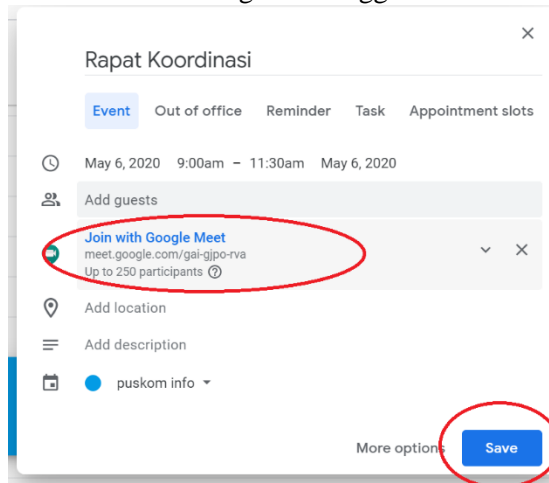 Rapat Koordinasi
Event Out of office Reminder Task Appointment slots
May 6, 2020 9:00am – 11:30am May 6, 2020
Add guests
Join with Google Meet
meet.google.com/gai-gjpo-rva
Up to 250 participants
Add location
Add description
puskom info
More options Save